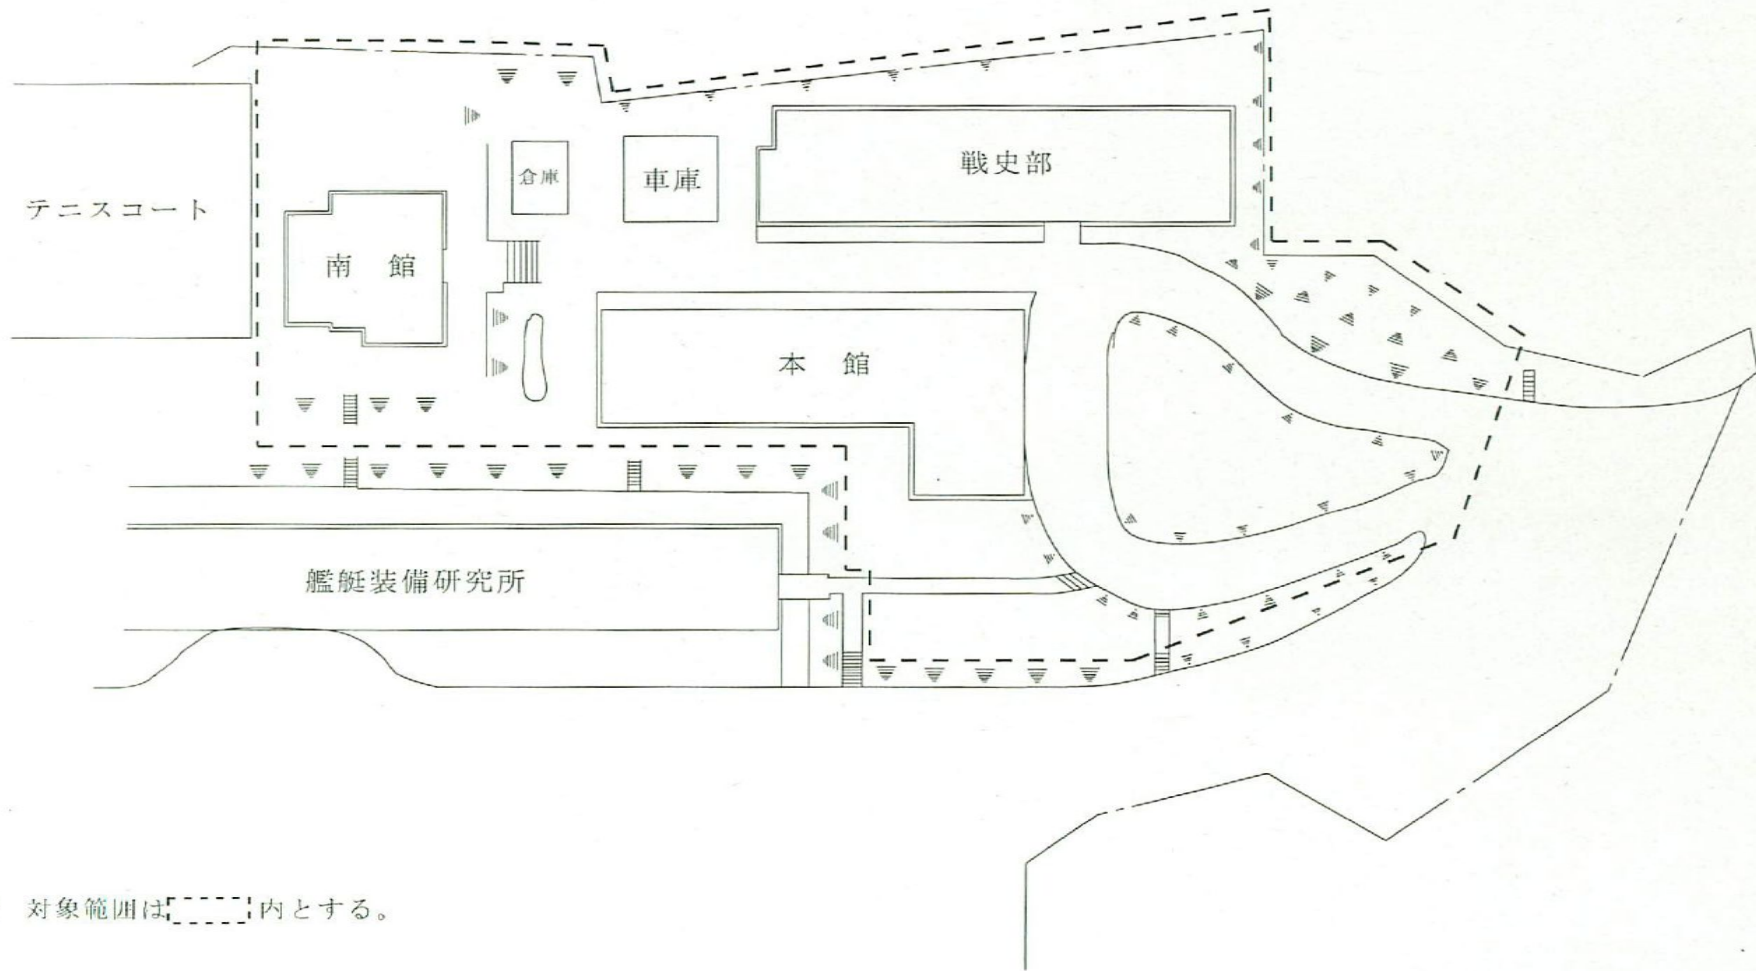 戦史部
倉庫
車庫
テニスコート
南館
本館
艦艇装備研究所
対象範囲は 内とする。